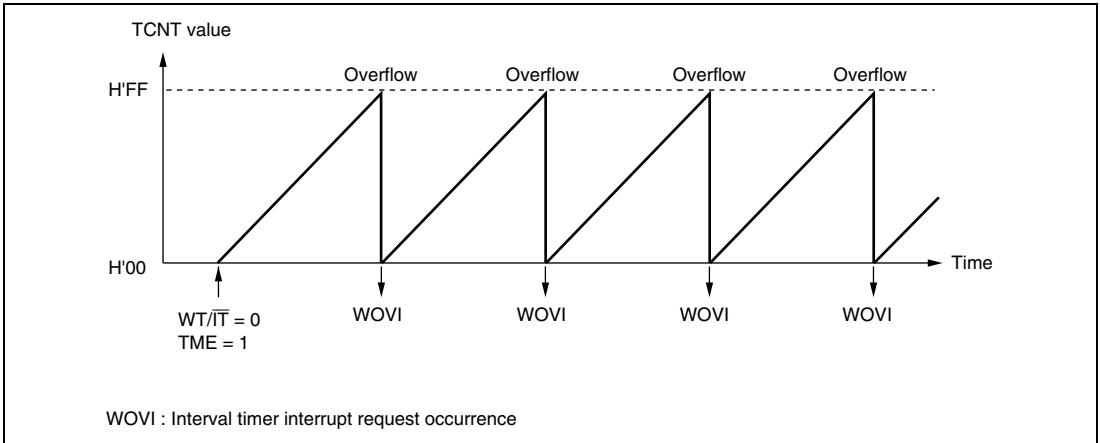 TCNT value
Overflow Overflow Overflow Overflow
H'FF
H'00
Time
WT/I̅T̅ = 0
TME = 1
WOVI WOVI WOVI WOVI
WOVI : Interval timer interrupt request occurrence